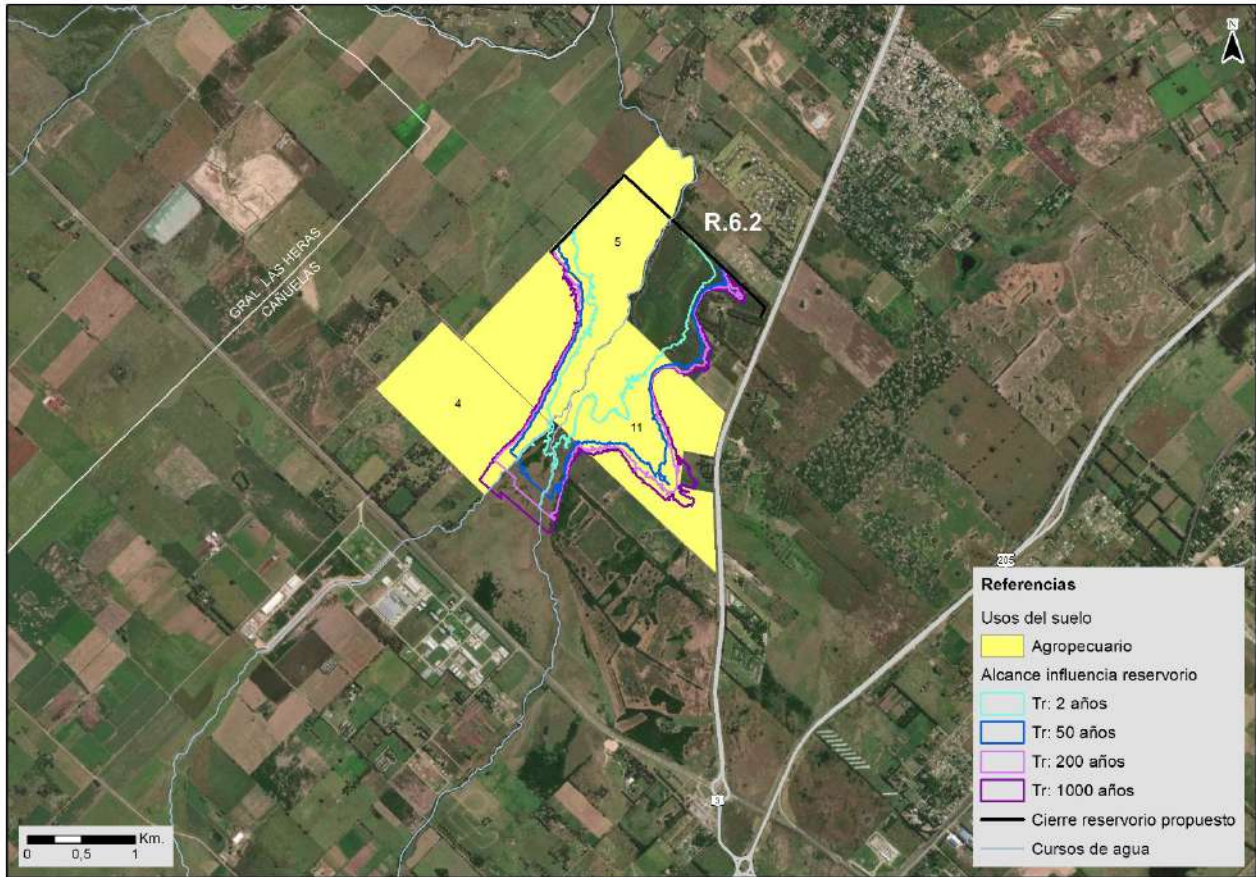 N
R.6.2
5
GRAL. LAS HERAS
CAÑUELAS
4
11
205
3
Referencias
Usos del suelo
Agropecuario
Alcance influencia reservorio
Tr: 2 años
Tr: 50 años
Tr: 200 años
Tr: 1000 años
Cierre reservorio propuesto
Cursos de agua
Km.
0 0,5 1